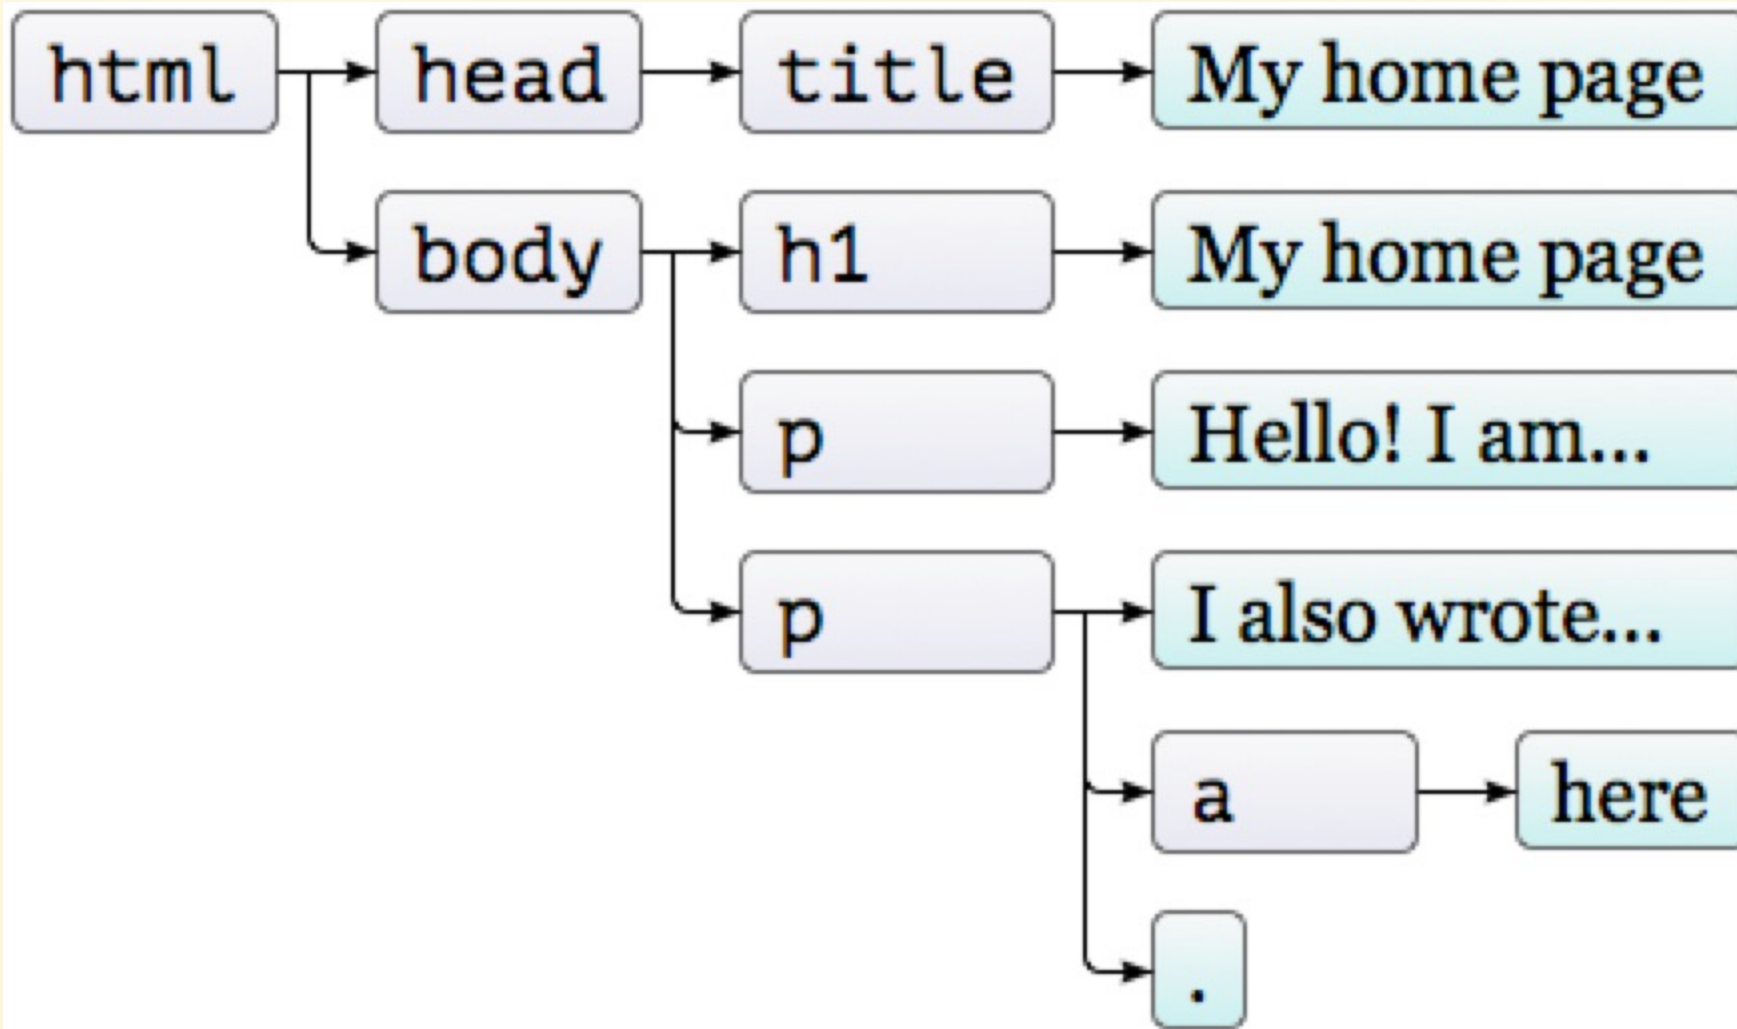 html head title My home page
body h1 My home page
p Hello! I am...
p I also wrote...
a here
.